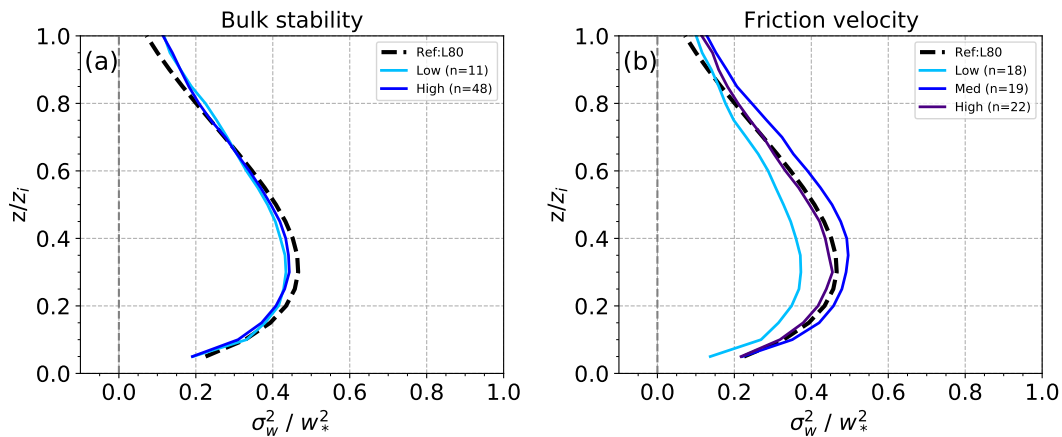 Bulk stability
(a)
Ref:L80
Low (n=11)
High (n=48)
1.0
0.8
0.6
0.4
0.2
0.0
z/z_i
0.0 0.2 0.4 0.6 0.8 1.0
σ_w^2 / w_*^2
Friction velocity
(b)
Ref:L80
Low (n=18)
Med (n=19)
High (n=22)
1.0
0.8
0.6
0.4
0.2
0.0
z/z_i
0.0 0.2 0.4 0.6 0.8 1.0
σ_w^2 / w_*^2